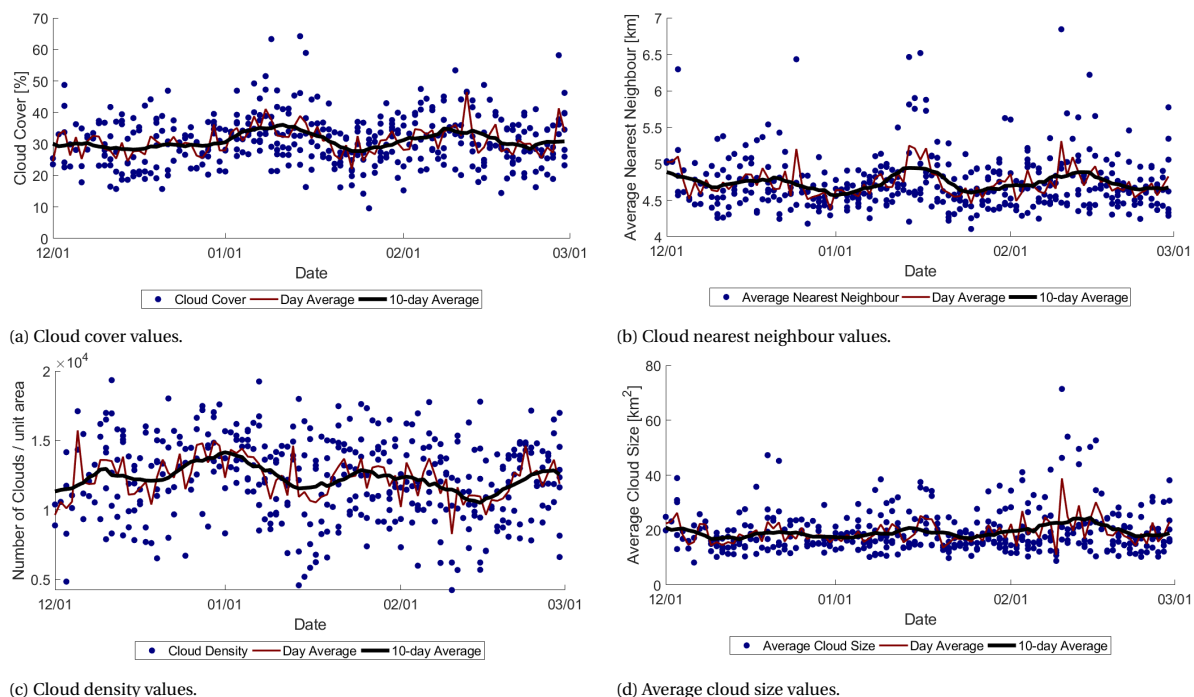 70
60
50
40
30
20
10
0
Cloud Cover [%]
12/01 01/01 02/01 03/01
Date
Cloud Cover Day Average 10-day Average
(a) Cloud cover values.
7
6.5
6
5.5
5
4.5
4
Average Nearest Neighbour [km]
12/01 01/01 02/01 03/01
Date
Average Nearest Neighbour Day Average 10-day Average
(b) Cloud nearest neighbour values.
×10⁴
2
1.5
1
0.5
Number of Clouds / unit area
12/01 01/01 02/01 03/01
Date
Cloud Density Day Average 10-day Average
(c) Cloud density values.
80
60
40
20
0
Average Cloud Size [km²]
12/01 01/01 02/01 03/01
Date
Average Cloud Size Day Average 10-day Average
(d) Average cloud size values.